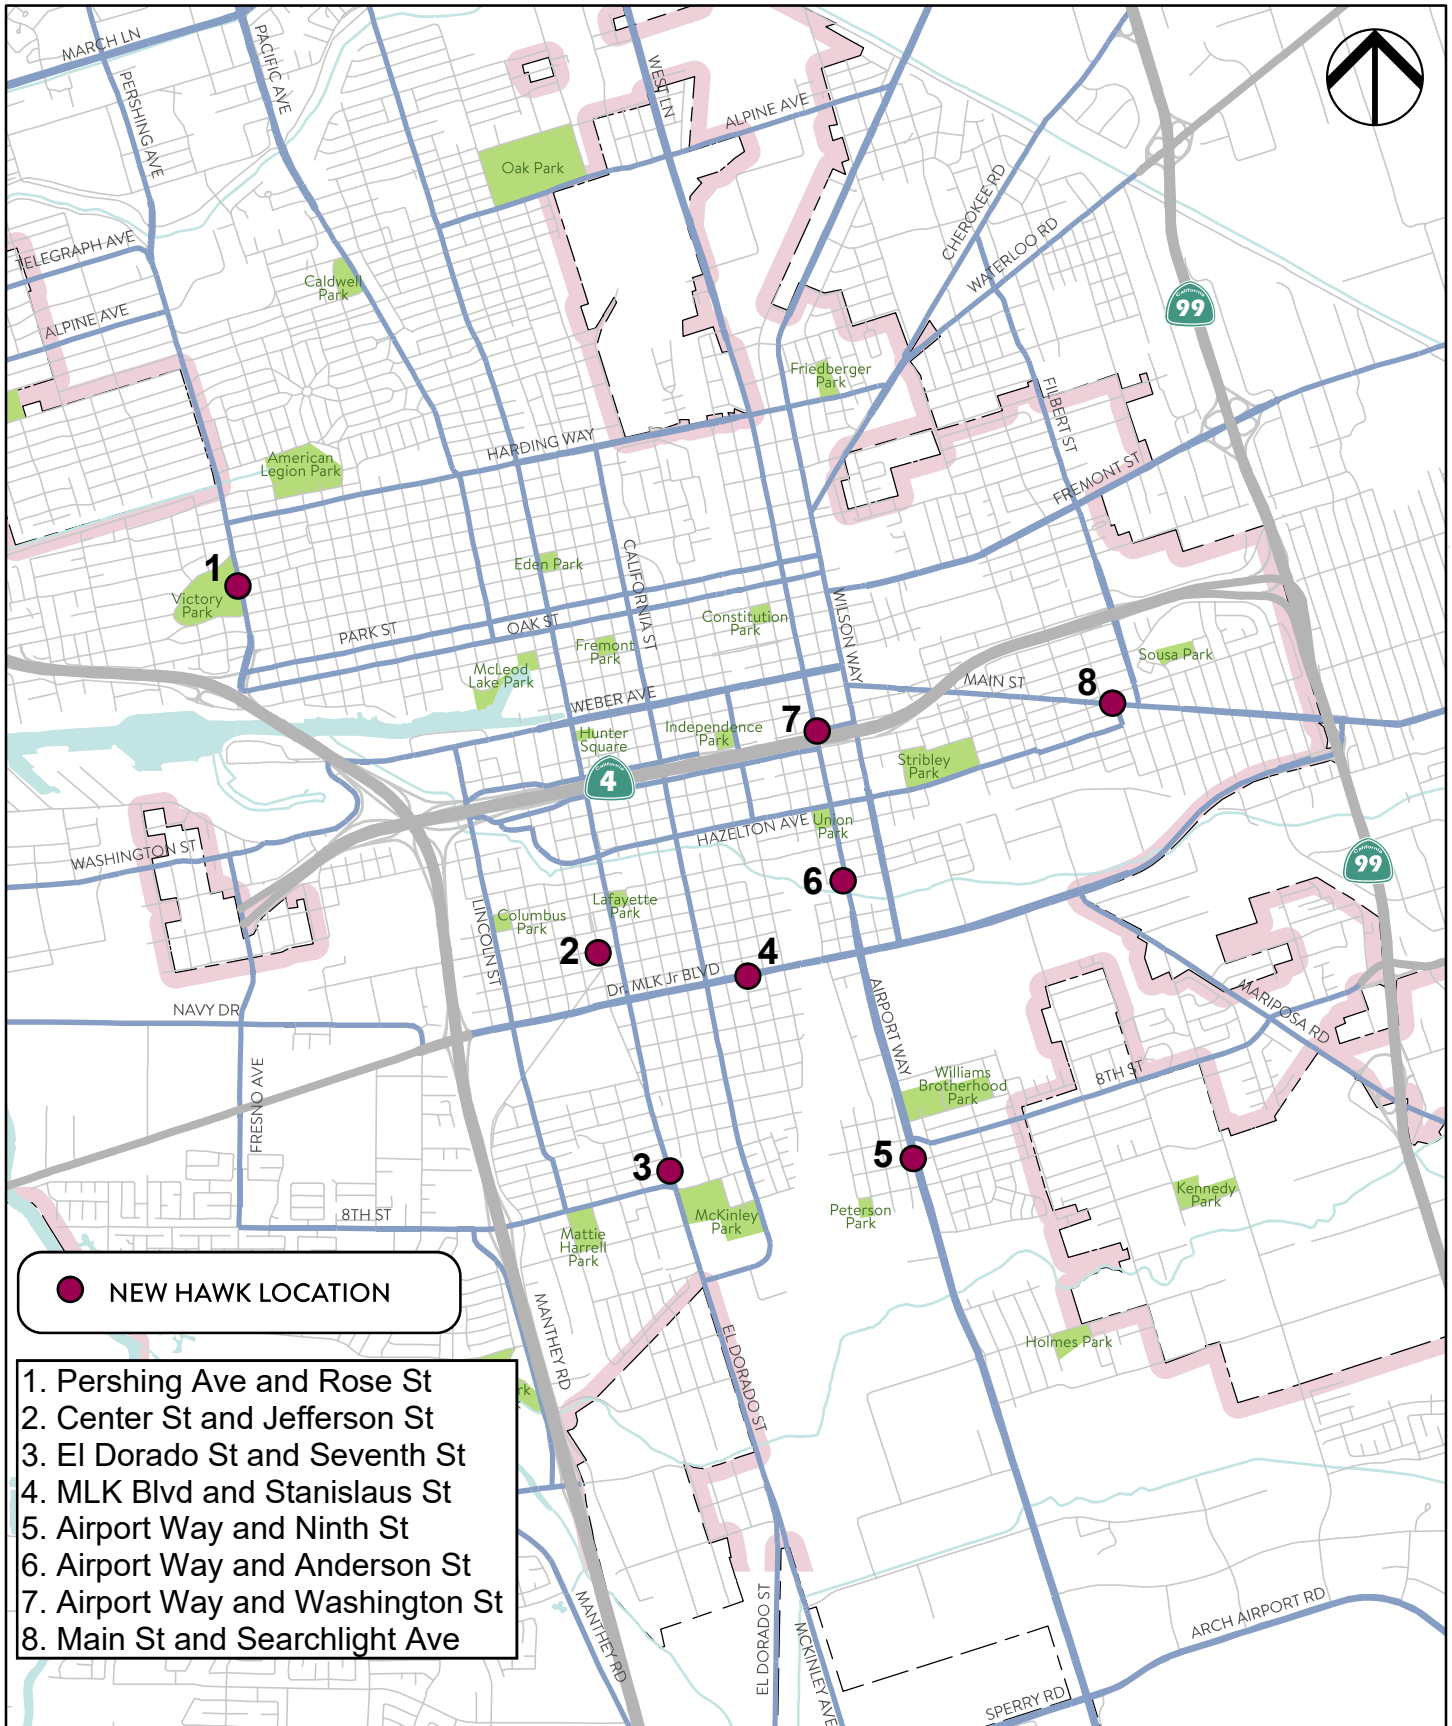 MARCH LN
PACIFIC AVE
PERSHING AVE
WEST LN
ALPINE AVE
Oak Park
CHEROKEE RD
WATERLOO RD
TELEGRAPH AVE
Caldwell
Park
ALPINE AVE
California
99
Friedberger
Park
FILBERT ST
HARDING WAY
American
Legion Park
FREMONT ST
1
Victory
Park
Eden Park
CALIFORNIA ST
PARK ST
OAK ST
Constitution
Park
WILSON WAY
Fremont
Park
McLeod
Lake Park
Sousa Park
MAIN ST
8
WEBER AVE
7
Independence
Park
Hunter
Square
California
4
Stribley
Park
HAZELTON AVE
Union
Park
WASHINGTON ST
California
99
6
LINCOLN ST
Columbus
Park
Lafayette
Park
2
4
Dr. MLK Jr BLVD
AIRPORT WAY
MARIPOSA RD
NAVY DR
FRESNO AVE
Williams
Brotherhood
Park
8TH ST
5
3
8TH ST
McKinley
Park
Mattie
Harrell
Park
Peterson
Park
Kennedy
Park
NEW HAWK LOCATION
MANTHEY RD
EL DORADO ST
Holmes Park
rk
1. Pershing Ave and Rose St
2. Center St and Jefferson St
3. El Dorado St and Seventh St
4. MLK Blvd and Stanislaus St
5. Airport Way and Ninth St
6. Airport Way and Anderson St
7. Airport Way and Washington St
8. Main St and Searchlight Ave
MANTHEY RD
EL DORADO ST
MCKINLEY AVE
ARCH AIRPORT RD
SPERRY RD